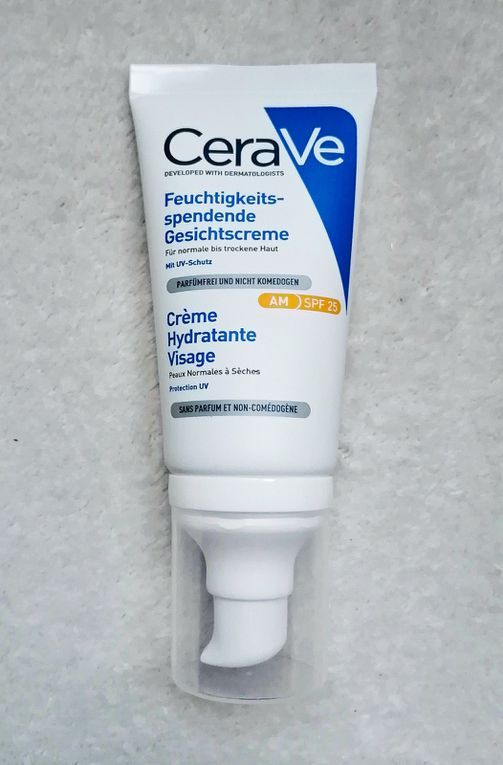 CeraVe
DEVELOPED WITH DERMATOLOGISTS
Feuchtigkeits-
spendende
Gesichtscreme
Für normale bis trockene Haut
Mit UV-Schutz
PARFÜMFREI UND NICHT KOMEDOGEN
AM SPF 25
Crème
Hydratante
Visage
Peaux Normales à Sèches
Protection UV
SANS PARFUM ET NON-COMÉDOGÈNE